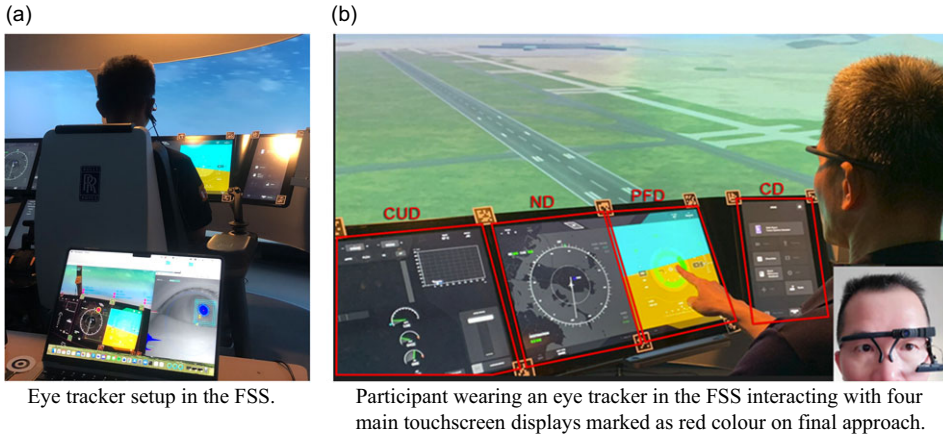 (a)
(b)
CUD
ND
PFD
CD
Eye tracker setup in the FSS.
Participant wearing an eye tracker in the FSS interacting with four
main touchscreen displays marked as red colour on final approach.